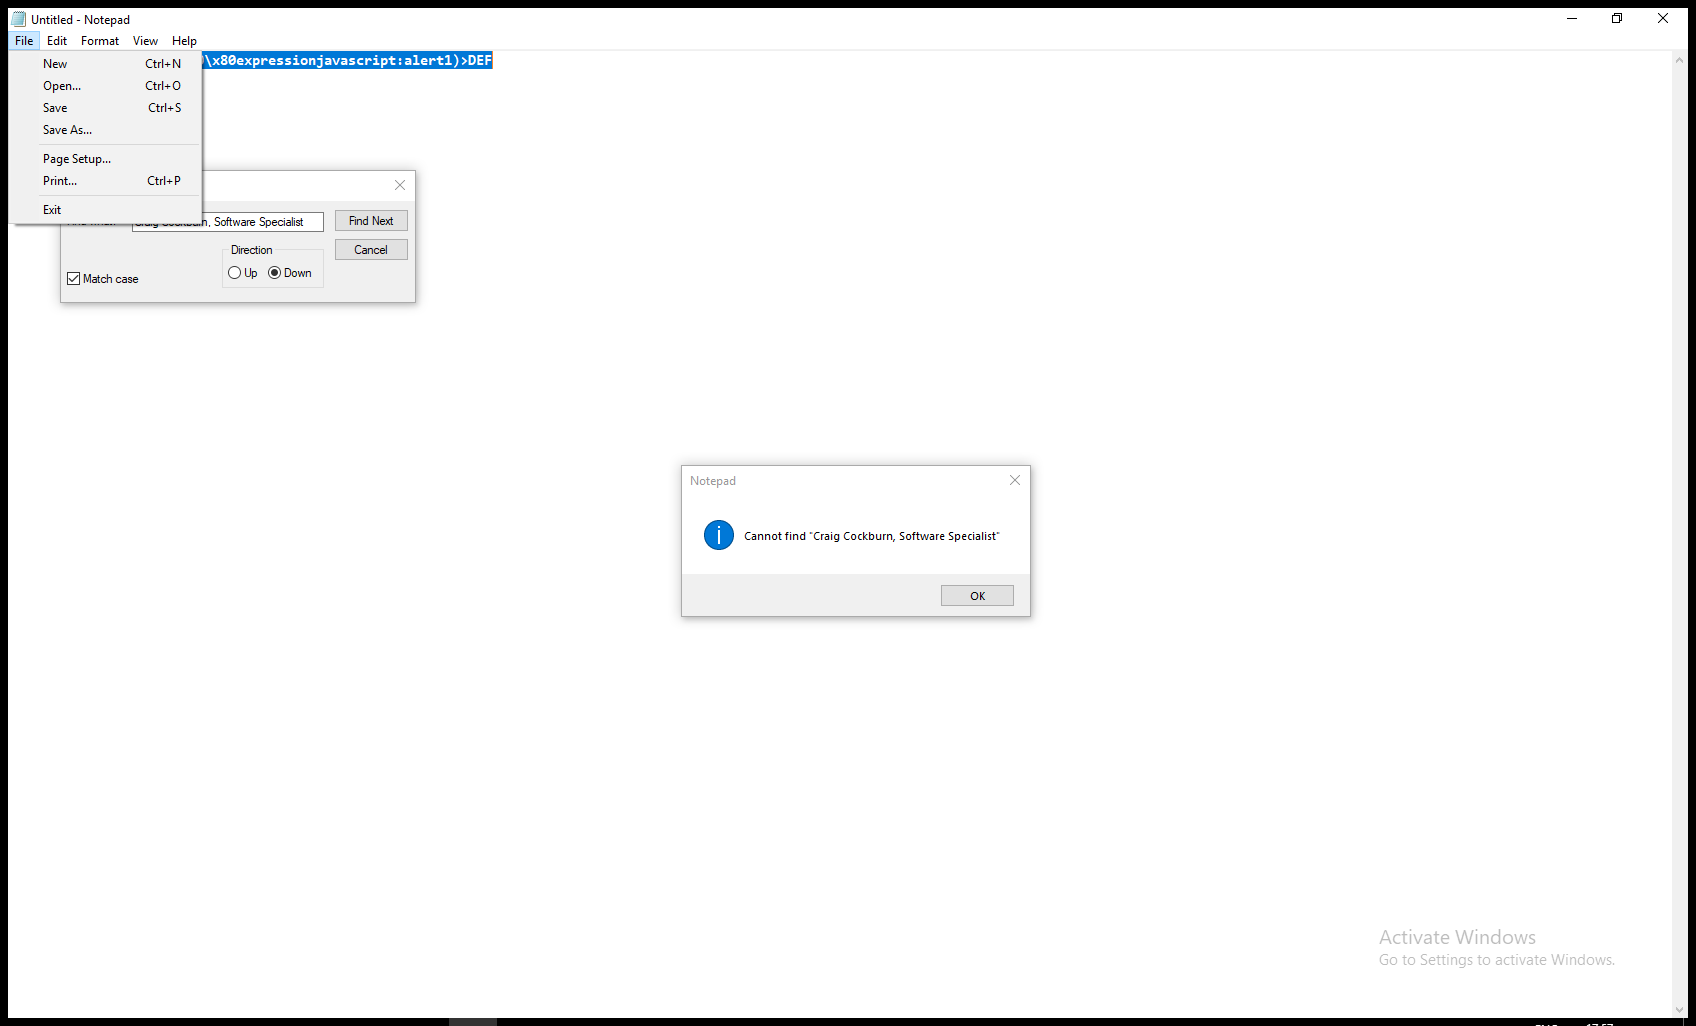 Untitled - Notepad
File Edit Format View Help
\x80expressionjavascript:alert1)>DEF
New Ctrl+N
Open... Ctrl+O
Save Ctrl+S
Save As...
Page Setup...
Print... Ctrl+P
Exit
Craig Cockburn, Software Specialist
Find Next
Direction
Cancel
Up Down
Match case
Notepad
Cannot find "Craig Cockburn, Software Specialist"
OK
Activate Windows
Go to Settings to activate Windows.